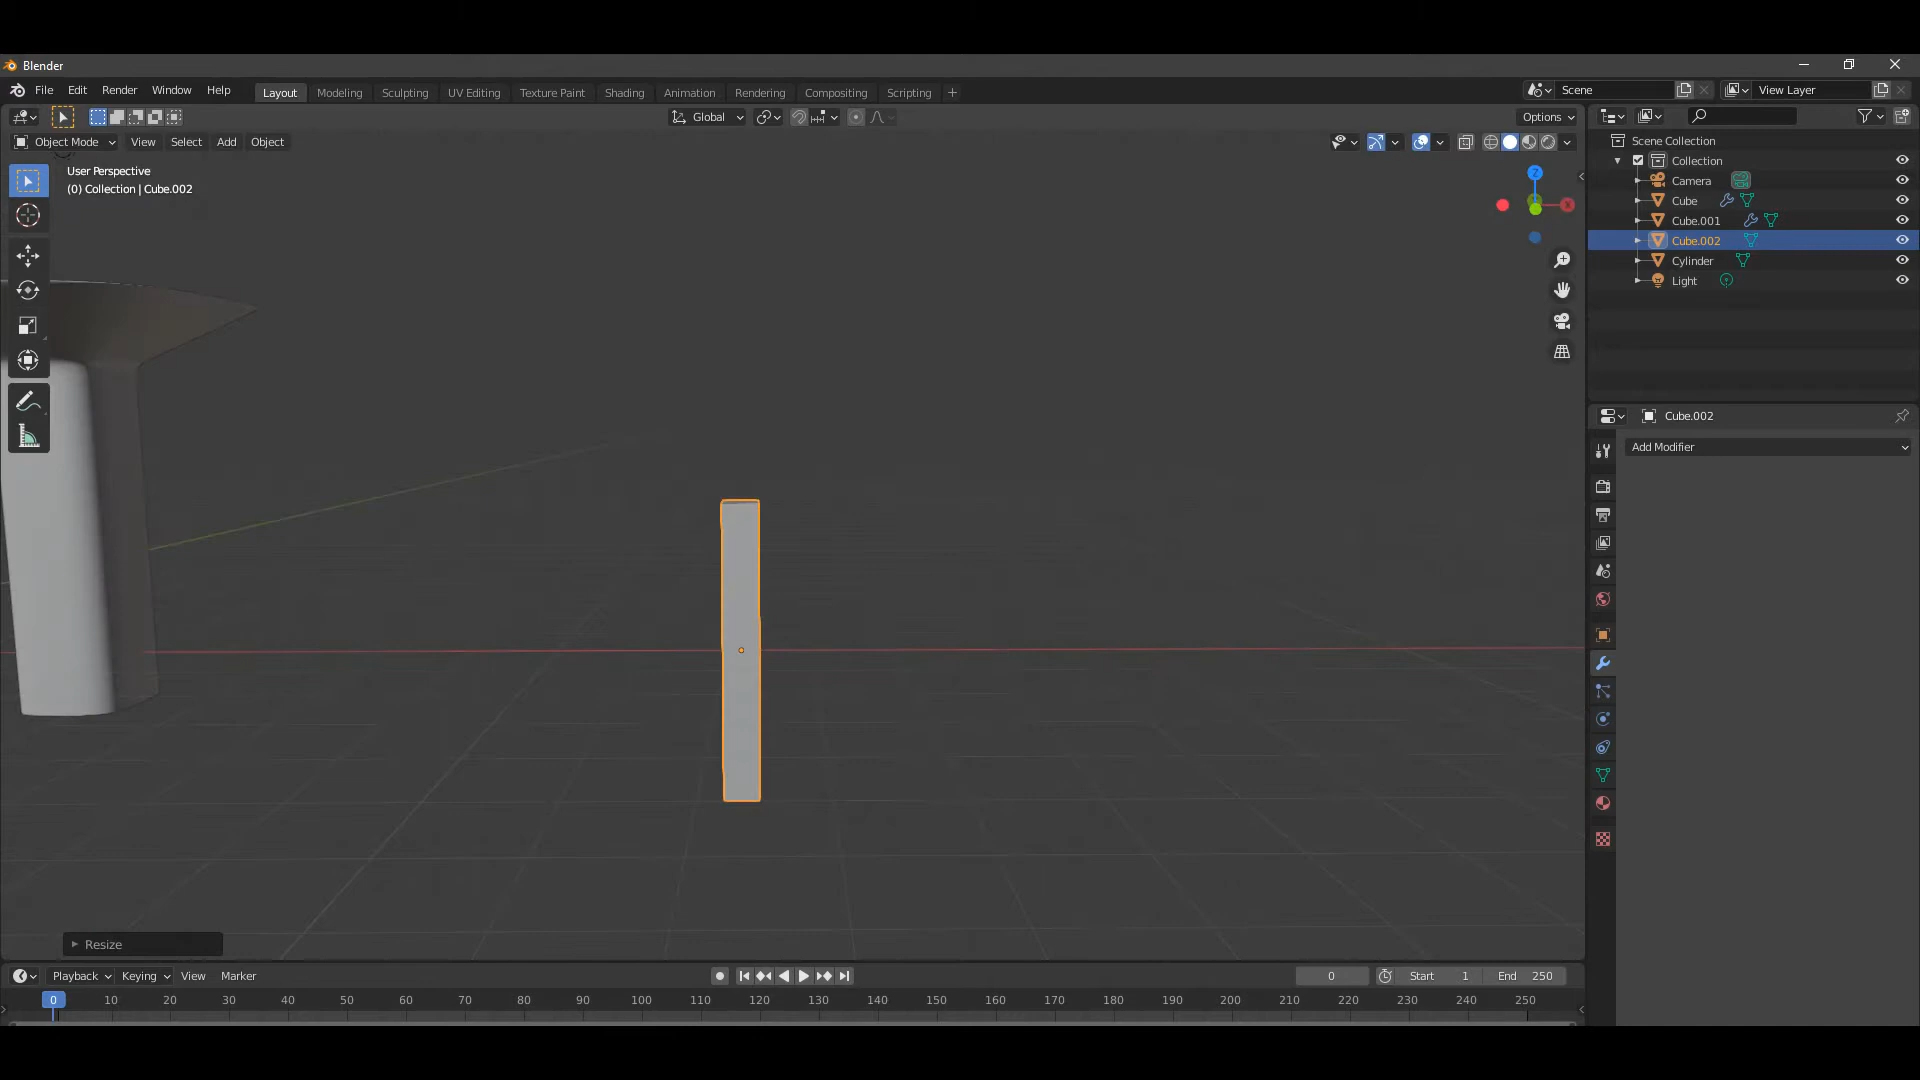 Blender
File Edit Render Window Help
Layout Modeling Sculpting UV Editing Texture Paint Shading Animation Rendering Compositing Scripting +
Scene
View Layer
Global
Options
Object Mode View Select Add Object
User Perspective
(0) Collection | Cube.002
Z
X
Scene Collection
Collection
Camera
Cube
Cube.001
Cube.002
Cylinder
Light
Cube.002
Add Modifier
Resize
Playback Keying View Marker
0 Start 1 End 250
0 10 20 30 40 50 60 70 80 90 100 110 120 130 140 150 160 170 180 190 200 210 220 230 240 250